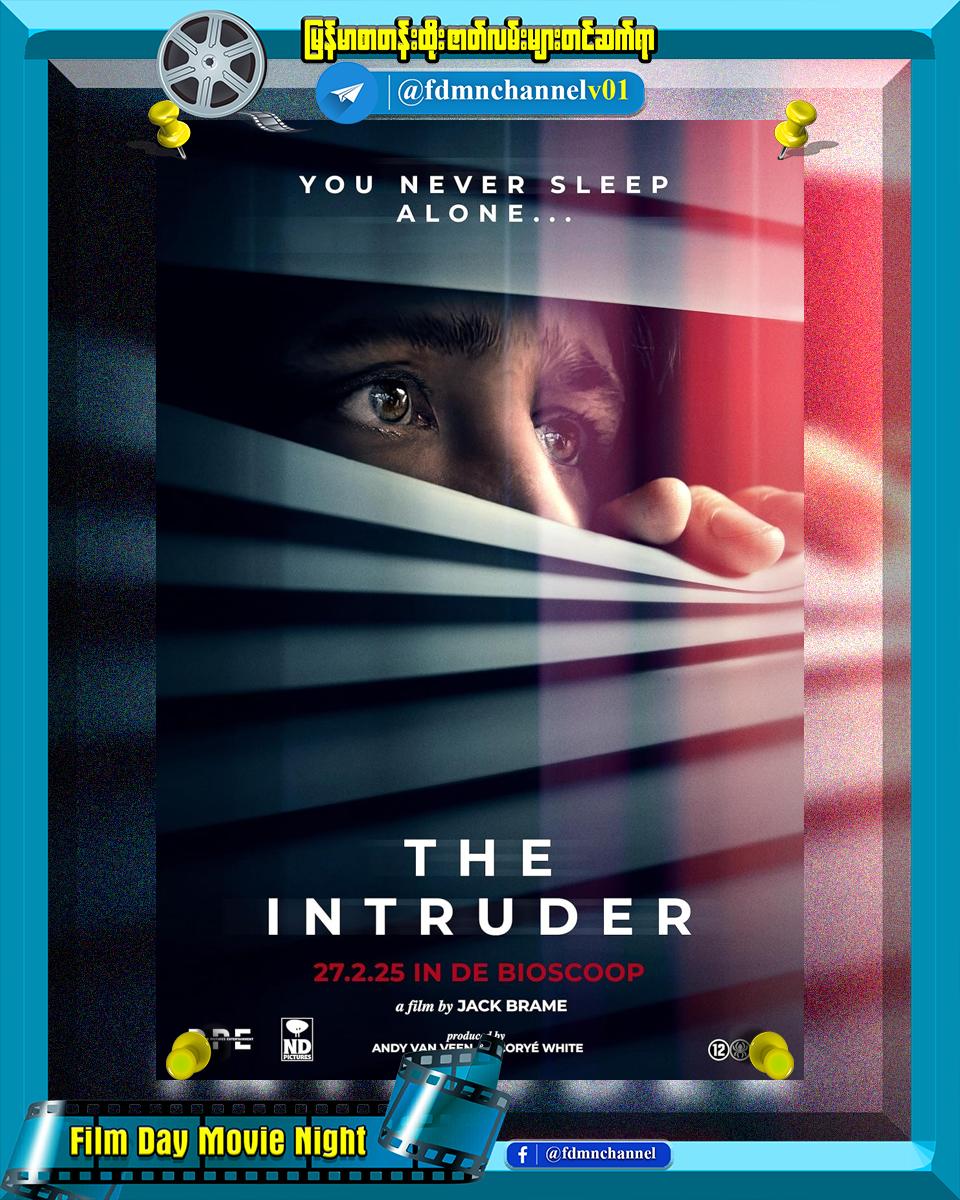 မြန်မာစာတန်းထိုးဇာတ်လမ်းများတင်ဆက်ရာ
@fdmnchannelv01
YOU NEVER SLEEP
ALONE...
THE
INTRUDER
27.2.25 IN DE BIOSCOOP
a film by JACK BRAME
produced by
ANDY VAN VEEN & LORYÉ WHITE
ND
PICTURES
12
Film Day Movie Night
@fdmnchannel